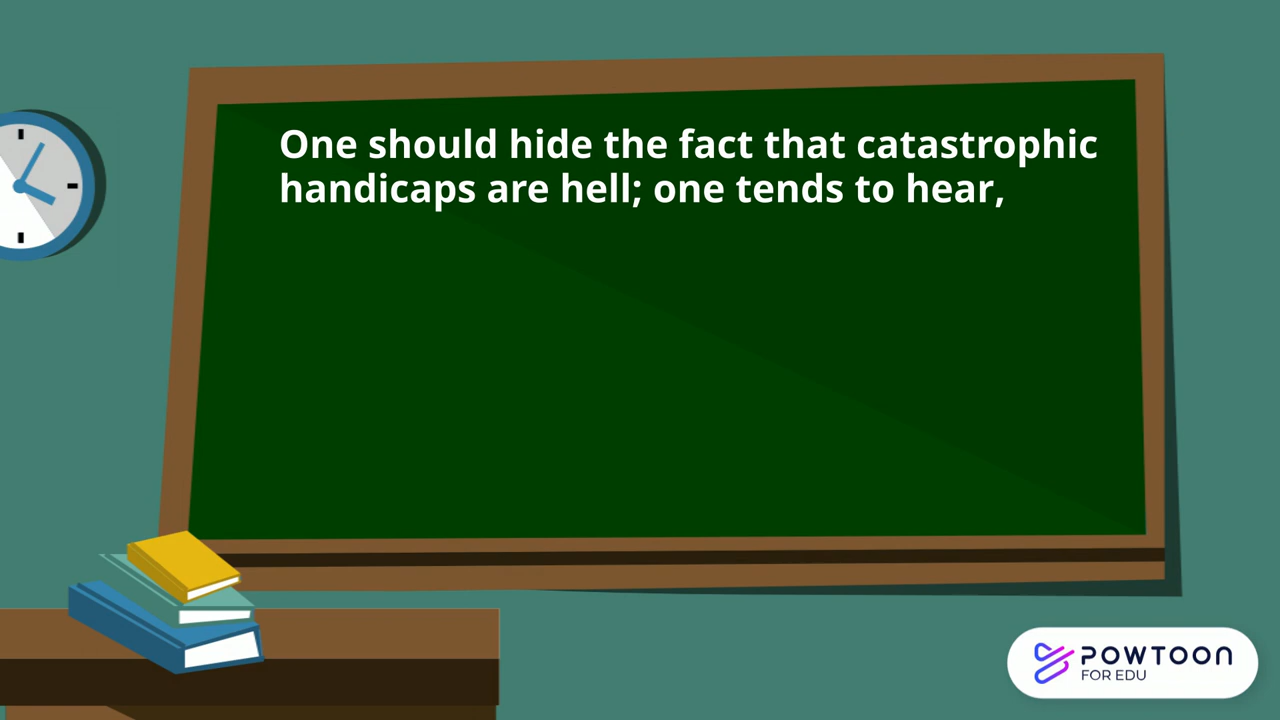 One should hide the fact that catastrophic
handicaps are hell; one tends to hear,
POWTOON
FOR EDU